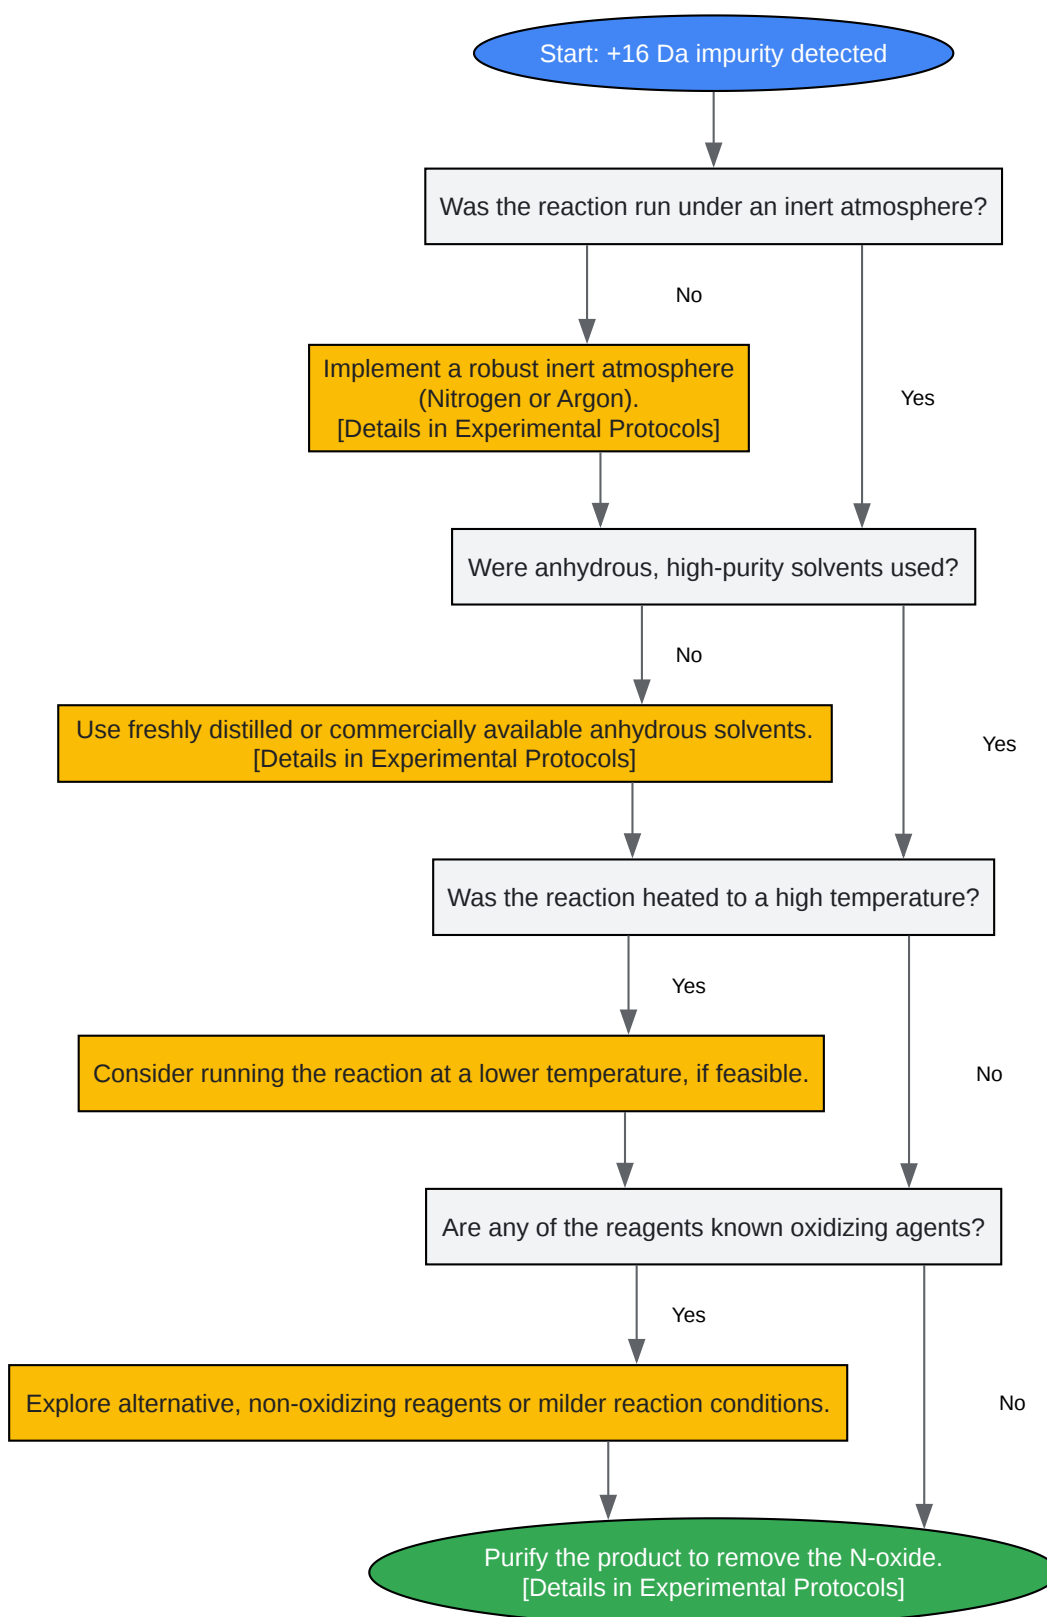 Start: +16 Da impurity detected
Was the reaction run under an inert atmosphere?
No
Implement a robust inert atmosphere
(Nitrogen or Argon).
[Details in Experimental Protocols]
Yes
Were anhydrous, high-purity solvents used?
No
Use freshly distilled or commercially available anhydrous solvents.
[Details in Experimental Protocols]
Yes
Was the reaction heated to a high temperature?
Yes
Consider running the reaction at a lower temperature, if feasible.
No
Are any of the reagents known oxidizing agents?
Yes
Explore alternative, non-oxidizing reagents or milder reaction conditions.
No
Purify the product to remove the N-oxide.
[Details in Experimental Protocols]